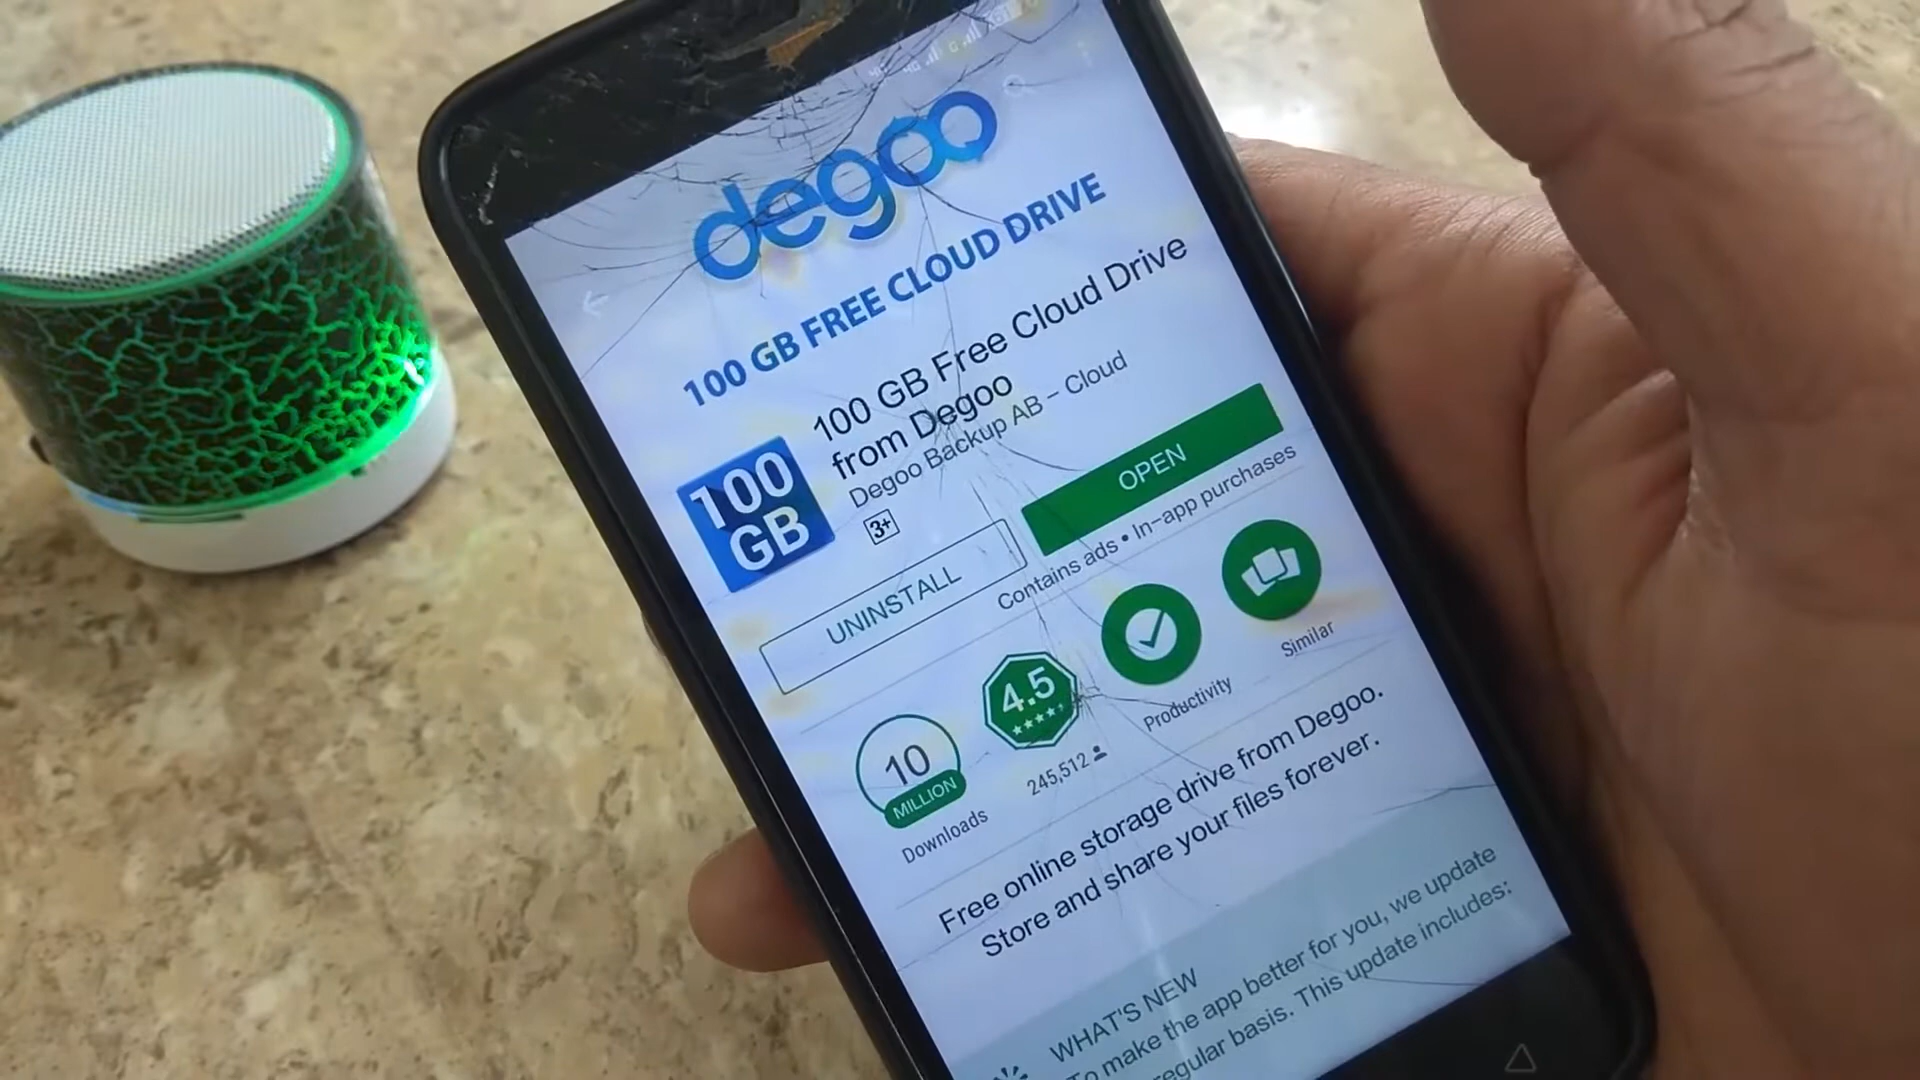 degoo
100 GB FREE CLOUD DRIVE
100 GB Free Cloud Drive
from Degoo
Degoo Backup AB – Cloud
3+
100
GB
UNINSTALL
OPEN
Contains ads • In-app purchases
10
MILLION
Downloads
4.5
245,512
Productivity
Similar
Free online storage drive from Degoo.
Store and share your files forever.
WHAT'S NEW
To make the app better for you, we update
regular basis. This update includes: